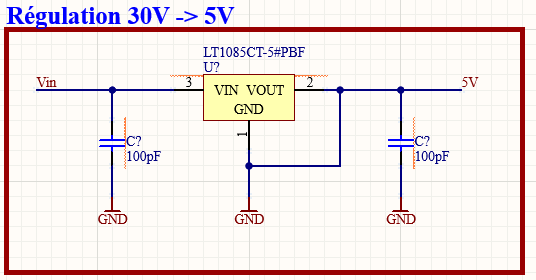 Régulation 30V -> 5V
LT1085CT-5#PBF
U?
Vin
3
VIN VOUT
2
5V
GND
1
C?
100pF
C?
100pF
GND
GND
GND